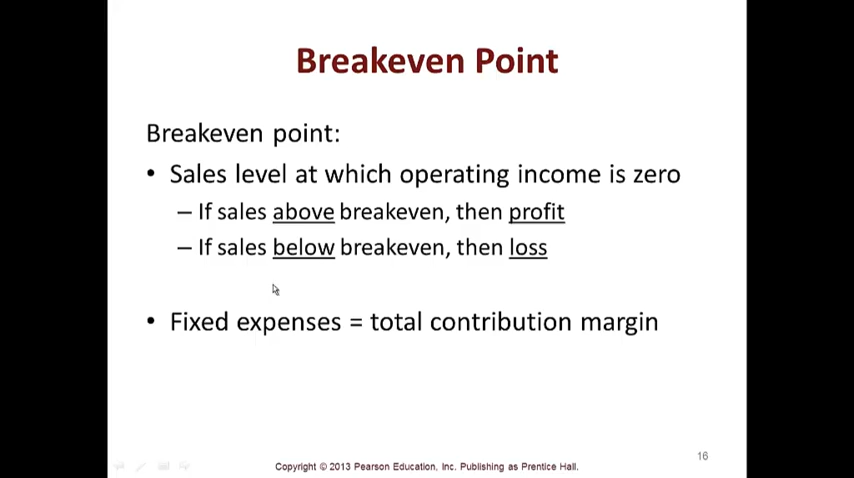 Breakeven Point
Breakeven point:
• Sales level at which operating income is zero
– If sales above breakeven, then profit
– If sales below breakeven, then loss
• Fixed expenses = total contribution margin
16
Copyright © 2013 Pearson Education, Inc. Publishing as Prentice Hall.